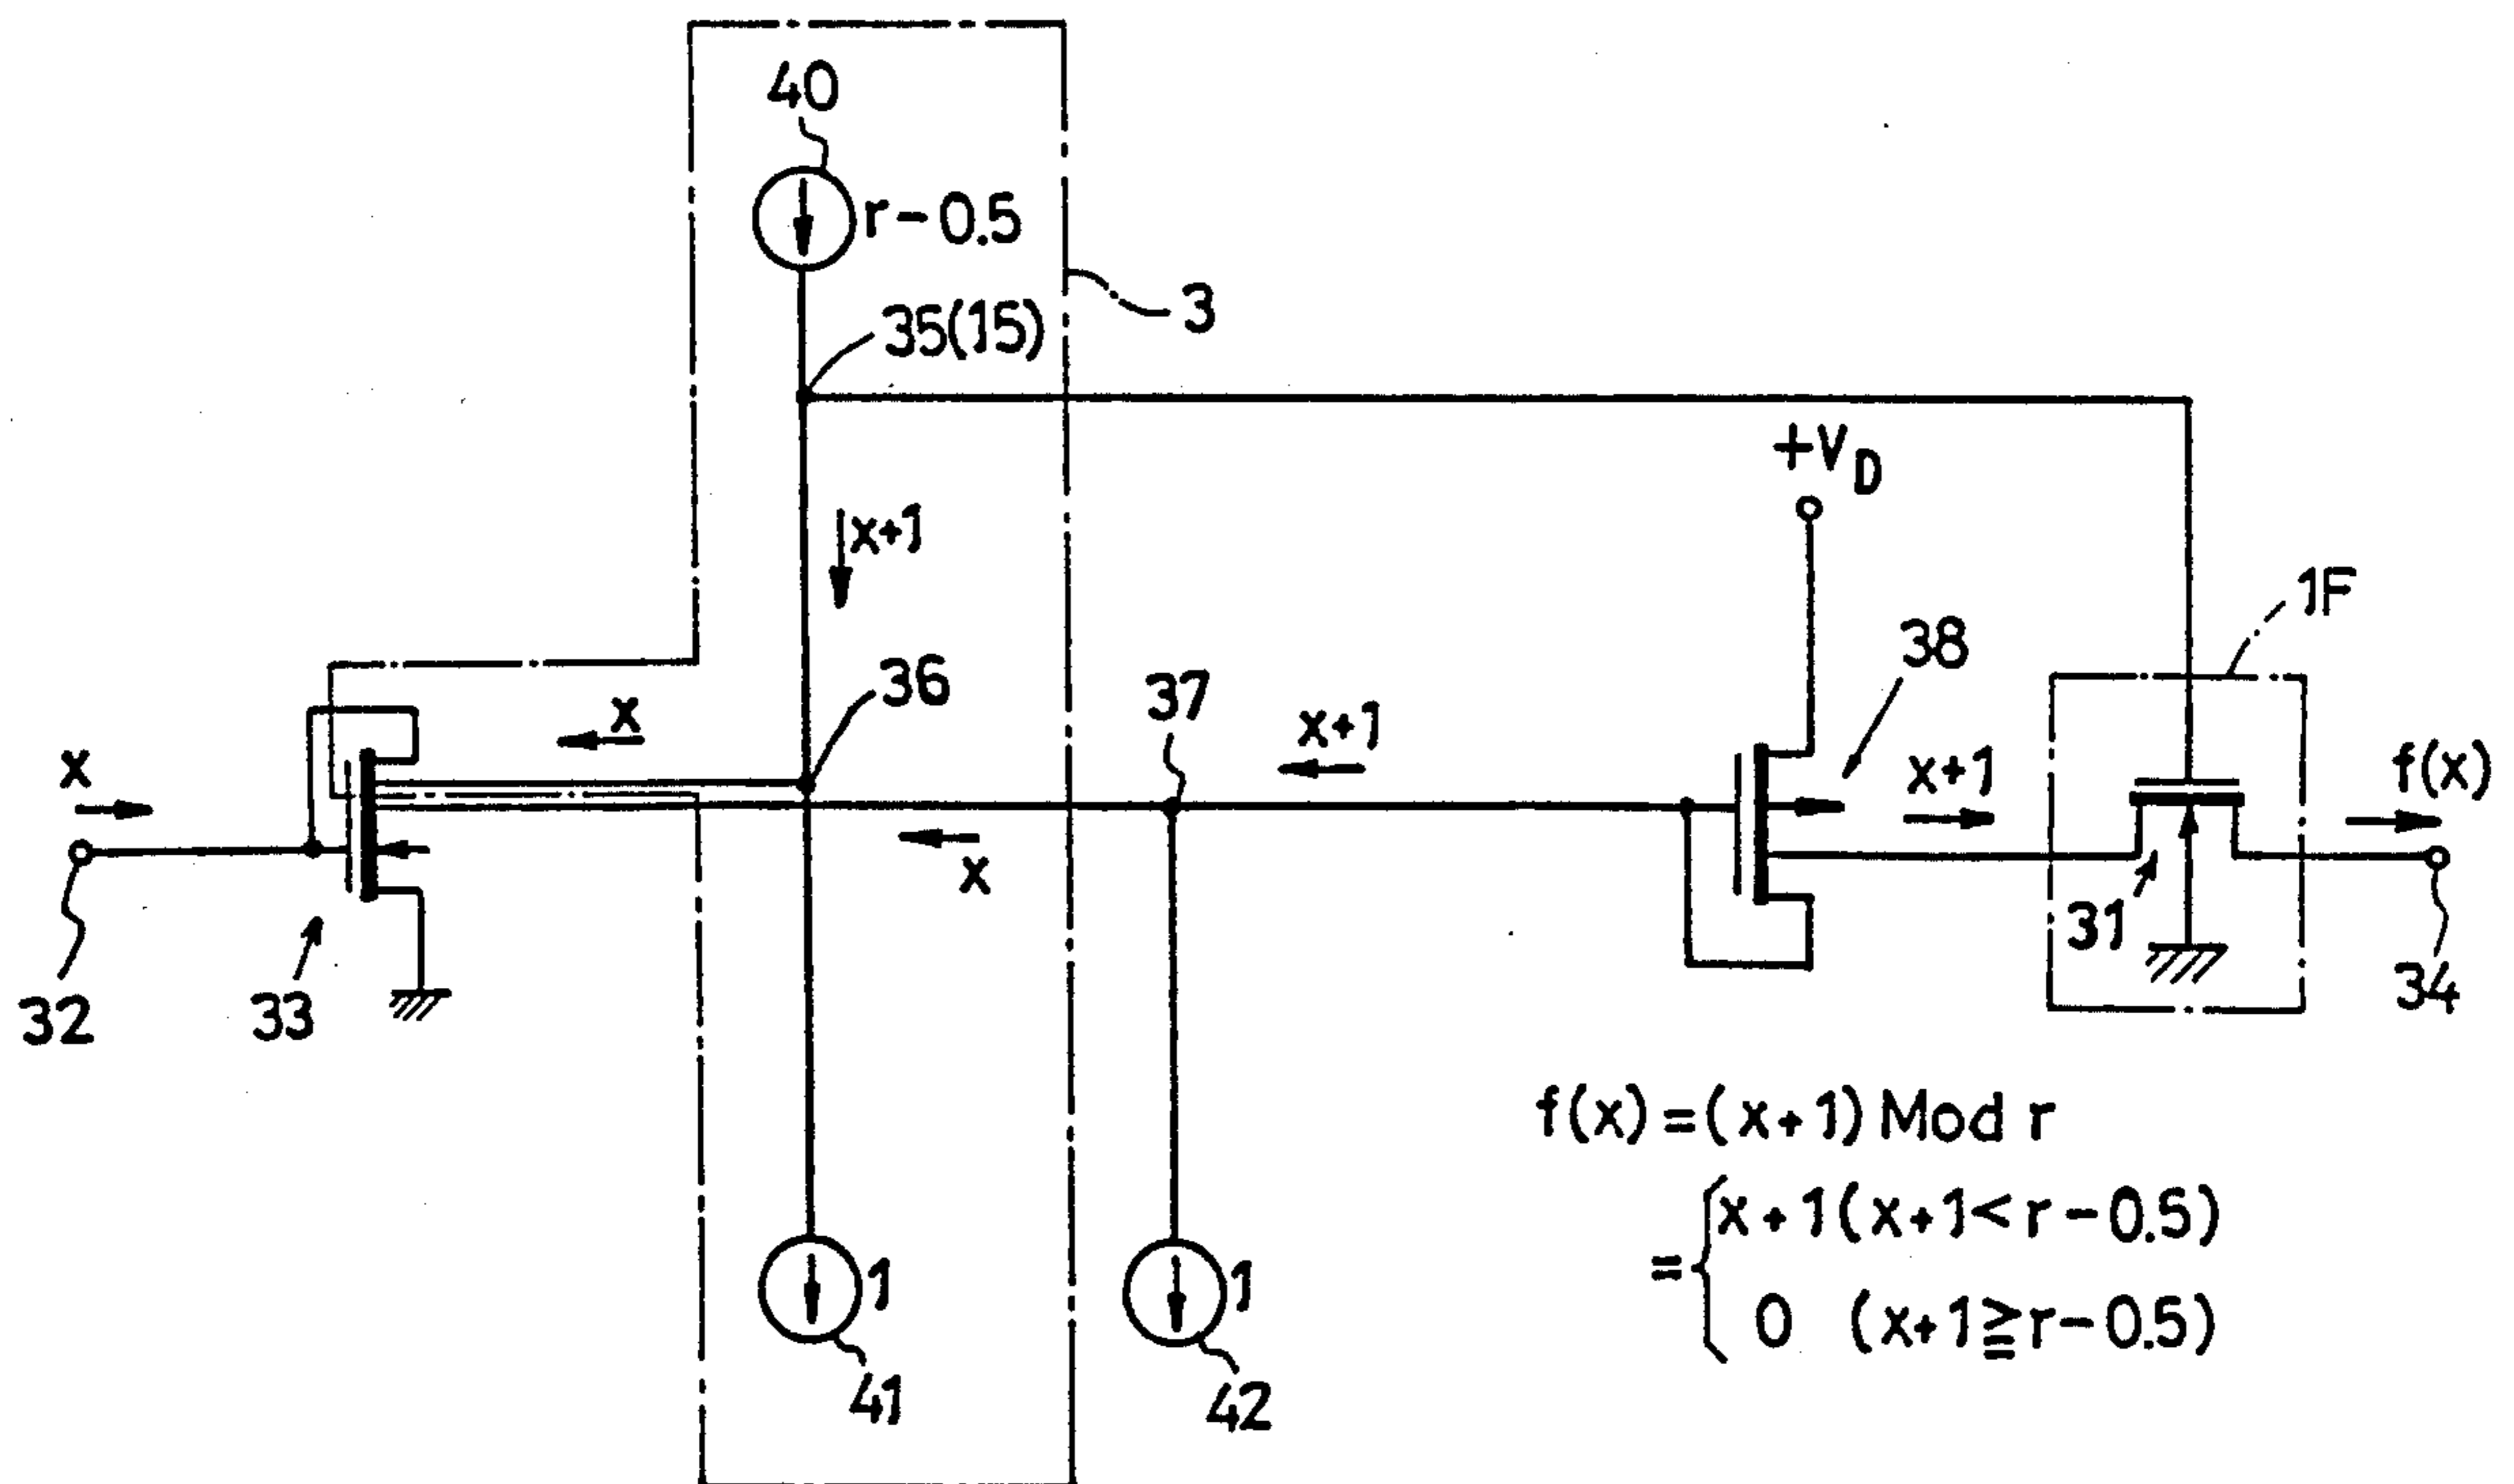 40
r-0.5
35(15)
3
+VD
x+1
1F
36
37
38
x
x
x+1
x+1
f(x)
x
32
33
31
34
1
1
41
42
f(x)=(x+1)Mod r
={x+1(x+1<r-0.5)
0 (x+1≧r-0.5)